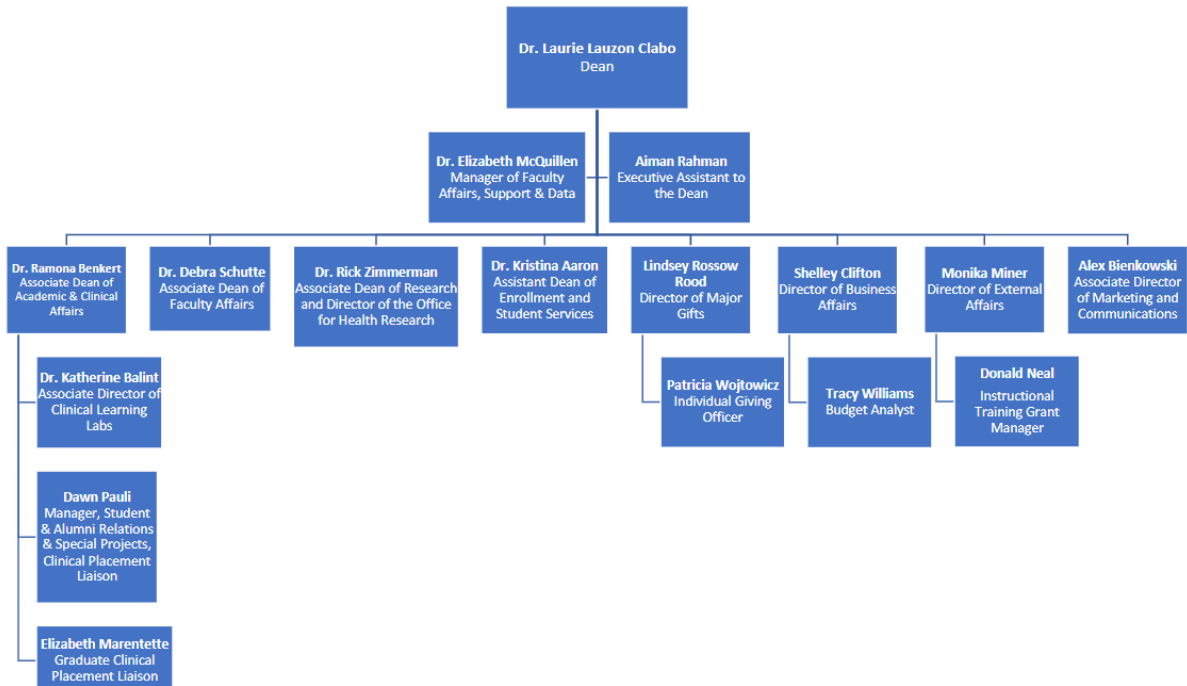 Dr. Laurie Lauzon Clabo
Dean
Dr. Elizabeth McQuillen
Manager of Faculty
Affairs, Support & Data
Aiman Rahman
Executive Assistant to
the Dean
Dr. Ramona Benkert
Associate Dean of
Academic & Clinical
Affairs
Dr. Debra Schutte
Associate Dean of
Faculty Affairs
Dr. Rick Zimmerman
Associate Dean of Research
and Director of the Office
for Health Research
Dr. Kristina Aaron
Assistant Dean of
Enrollment and
Student Services
Lindsey Rossow
Rood
Director of Major
Gifts
Shelley Clifton
Director of Business
Affairs
Monika Miner
Director of External
Affairs
Alex Bienkowski
Associate Director
of Marketing and
Communications
Dr. Katherine Balint
Associate Director of
Clinical Learning
Labs
Dawn Pauli
Manager, Student
& Alumni Relations
& Special Projects,
Clinical Placement
Liaison
Elizabeth Marentette
Graduate Clinical
Placement Liaison
Patricia Wojtowicz
Individual Giving
Officer
Tracy Williams
Budget Analyst
Donald Neal
Instructional
Training Grant
Manager